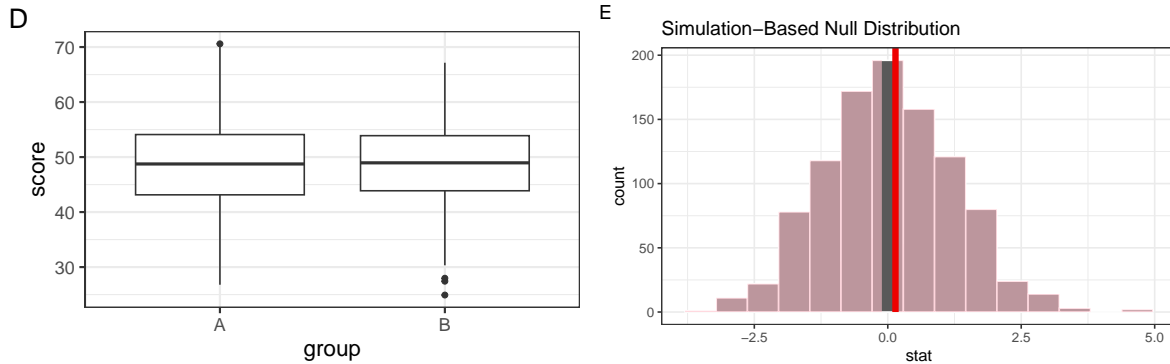 D
70
60
50
40
30
score
A
B
group
E
Simulation−Based Null Distribution
200
150
100
50
0
count
−2.5
0.0
2.5
5.0
stat